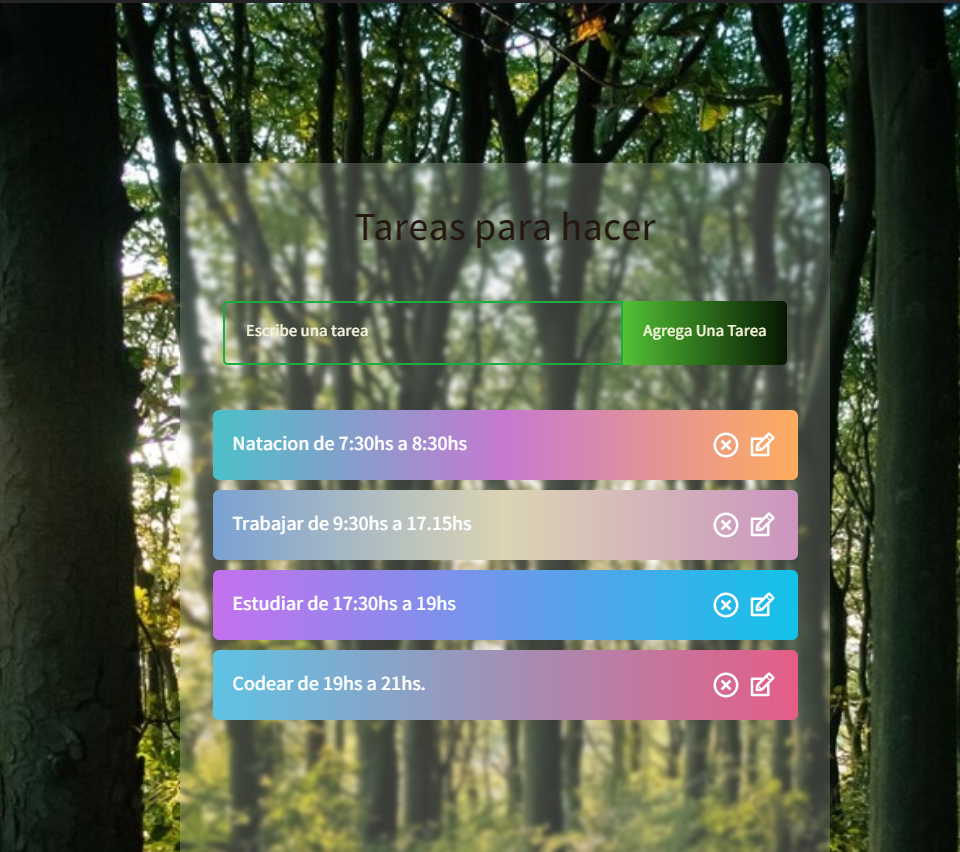 Tareas para hacer
Escribe una tarea
Agrega Una Tarea
Natacion de 7:30hs a 8:30hs
Trabajar de 9:30hs a 17.15hs
Estudiar de 17:30hs a 19hs
Codear de 19hs a 21hs.